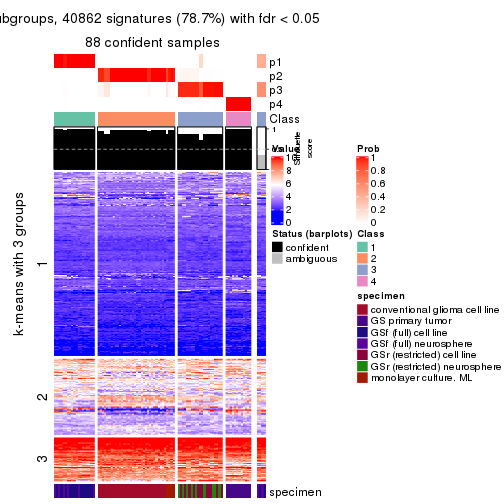 ubgroups, 40862 signatures (78.7%) with fdr < 0.05
88 confident samples
p1
p2
p3
p4
Class
1
Silhouette
score
Value
10
8
6
4
2
0
Prob
1
0.8
0.6
0.4
0.2
0
Status (barplots)
confident
ambiguous
Class
1
2
3
4
specimen
conventional glioma cell line
GS primary tumor
GSf (full) cell line
GSf (full) neurosphere
GSr (restricted) cell line
GSr (restricted) neurosphere
monolayer culture. ML
k-means with 3 groups
1
2
3
specimen